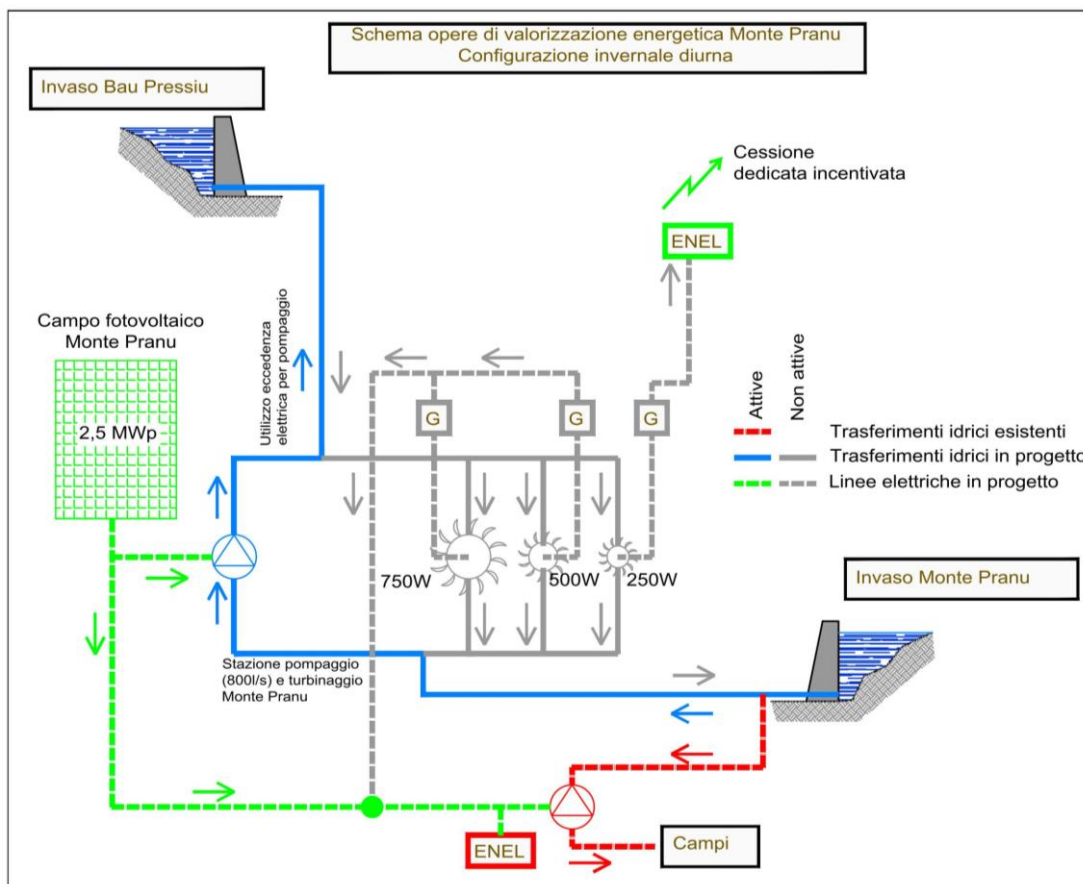 Schema opere di valorizzazione energetica Monte Pranu
Configurazione invernale diurna
Invaso Bau Pressiu
Cessione
dedicata incentivata
ENEL
Campo fotovoltaico
Monte Pranu
2,5 MWp
Utilizzo eccedenza
elettrica per pompaggio
G
G
G
Attive
Non attive
Trasferimenti idrici esistenti
Trasferimenti idrici in progetto
Linee elettriche in progetto
750W
500W
250W
Invaso Monte Pranu
Stazione pompaggio
(800l/s) e turbinaggio
Monte Pranu
ENEL
Campi